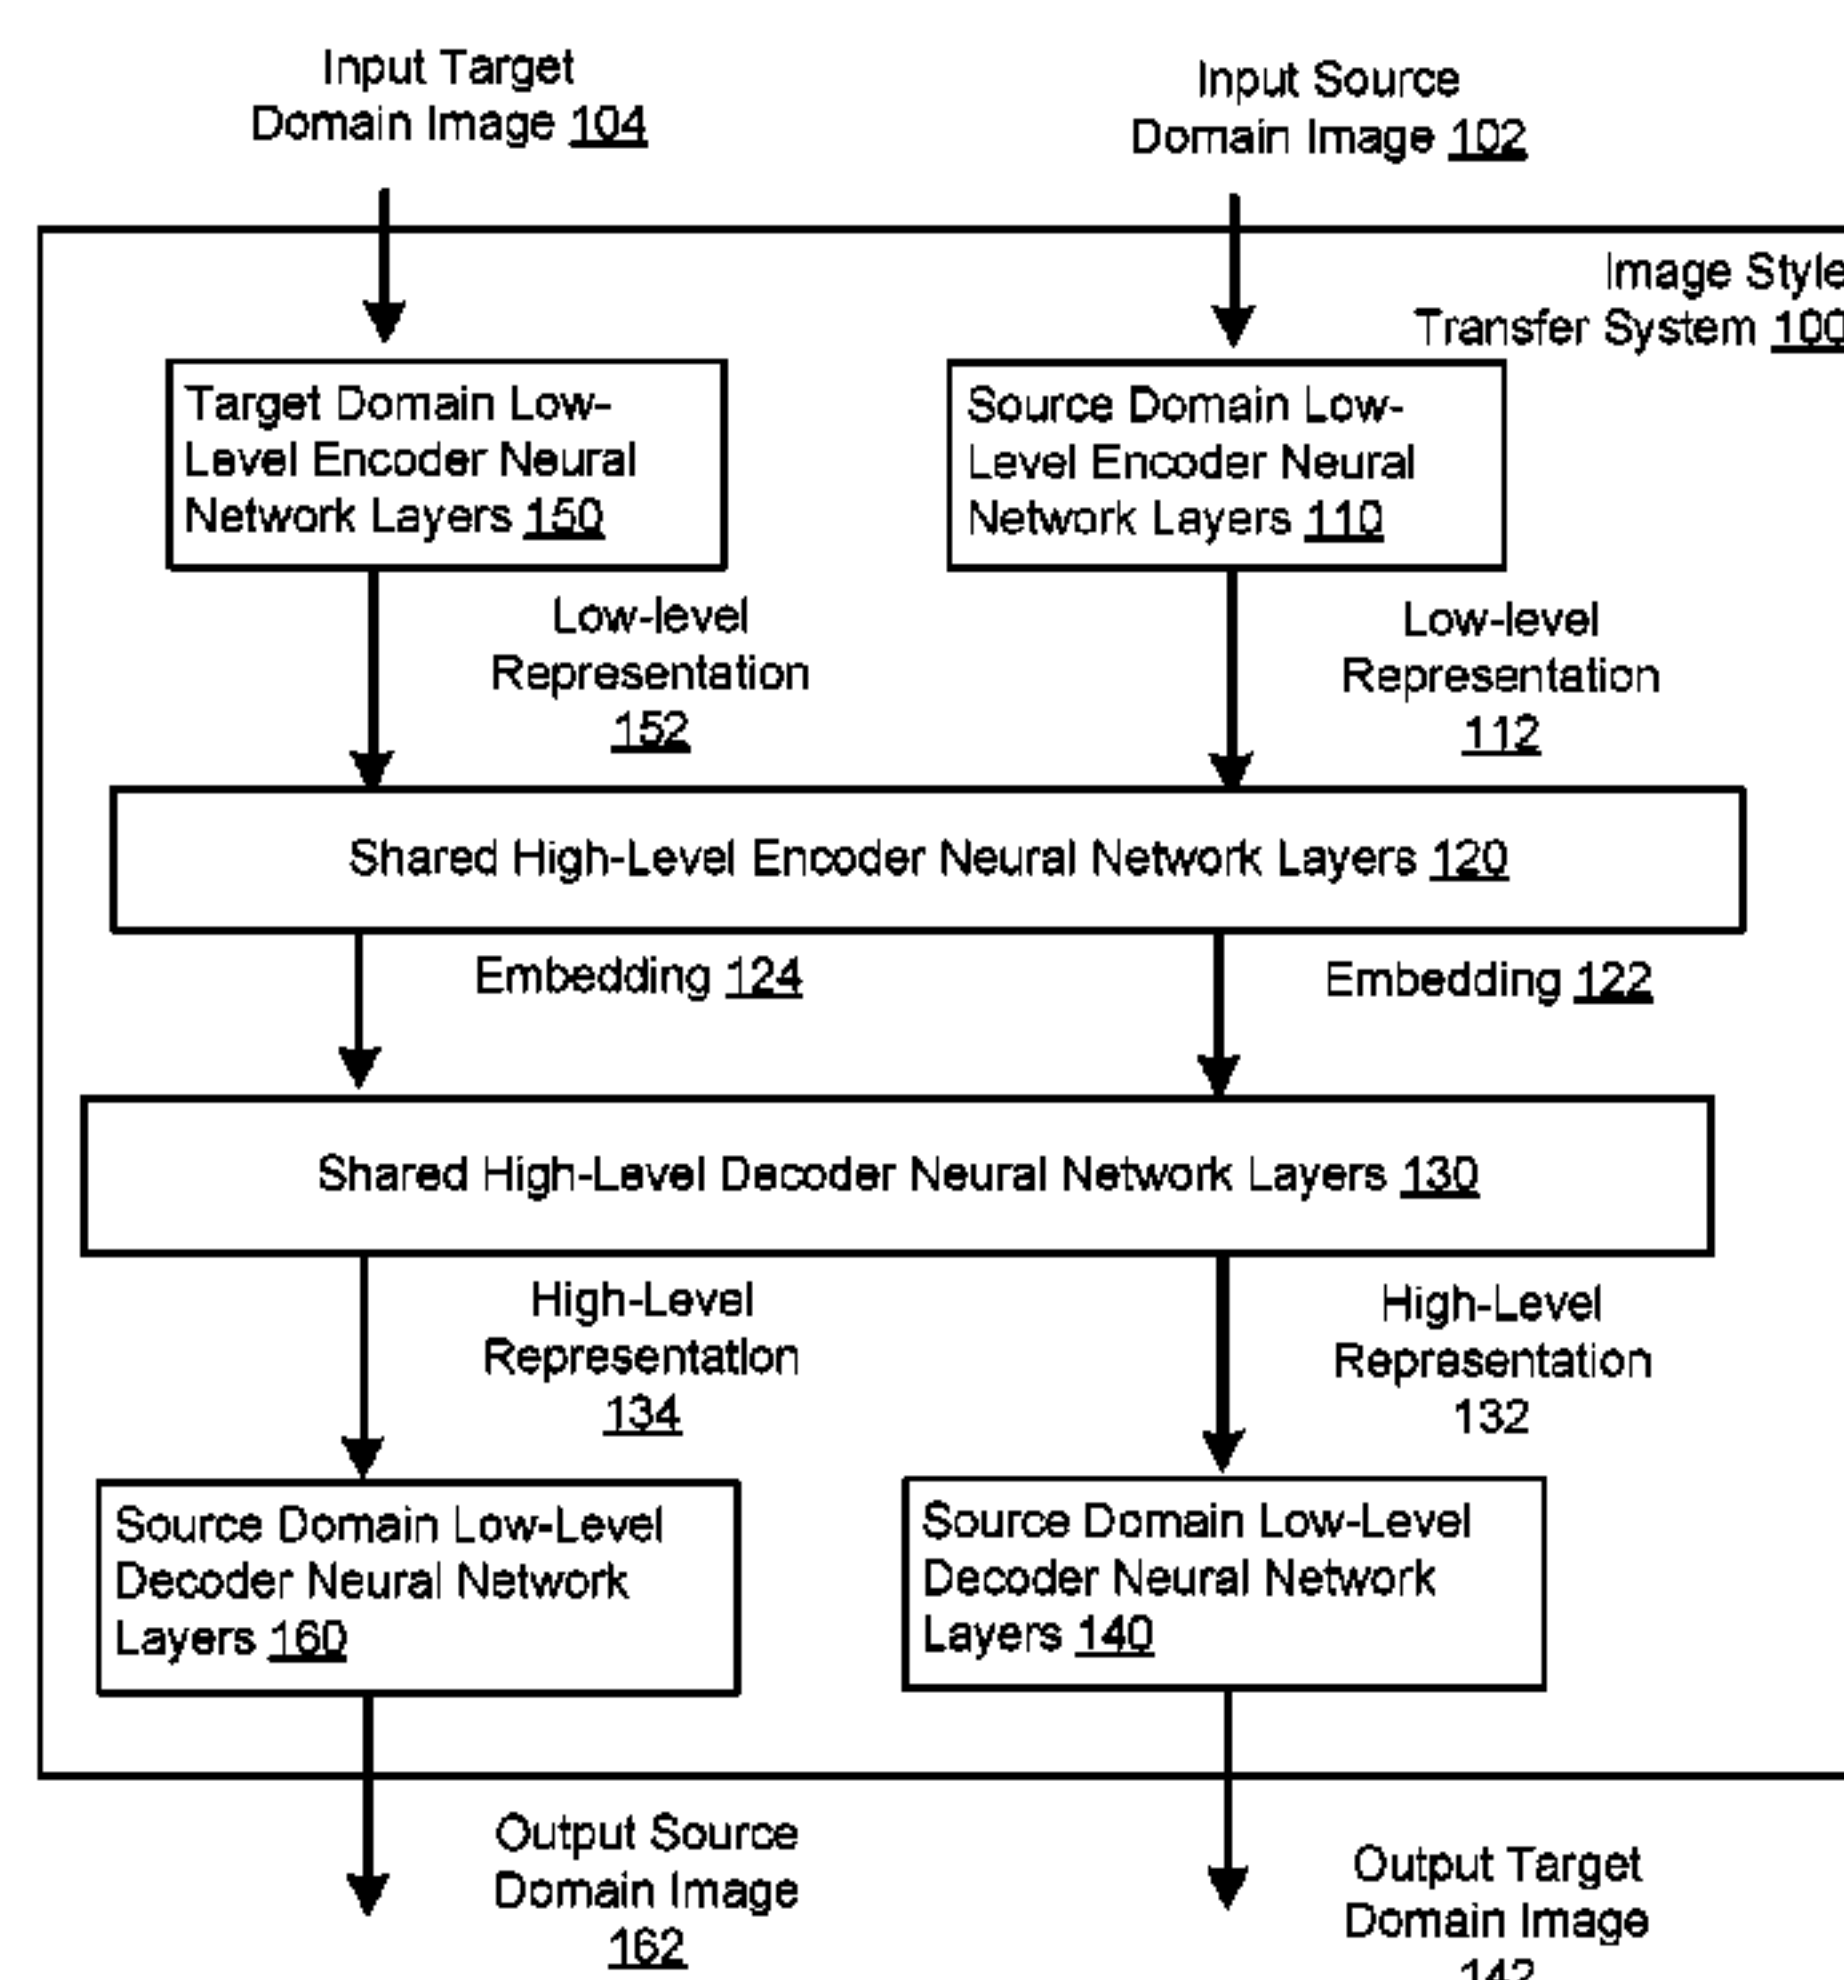 Input Target
Domain Image 104
Input Source
Domain Image 102
Image Style
Transfer System 100
Target Domain Low-
Level Encoder Neural
Network Layers 150
Source Domain Low-
Level Encoder Neural
Network Layers 110
Low-level
Representation
152
Low-level
Representation
112
Shared High-Level Encoder Neural Network Layers 120
Embedding 124
Embedding 122
Shared High-Level Decoder Neural Network Layers 130
High-Level
Representation
134
High-Level
Representation
132
Source Domain Low-Level
Decoder Neural Network
Layers 160
Source Domain Low-Level
Decoder Neural Network
Layers 140
Output Source
Domain Image
162
Output Target
Domain Image
142